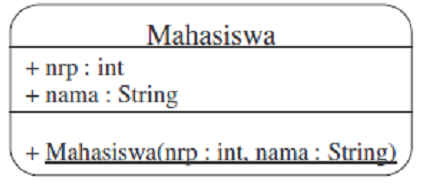 Mahasiswa
+ nrp : int
+ nama : String
+ Mahasiswa(nrp : int, nama : String)